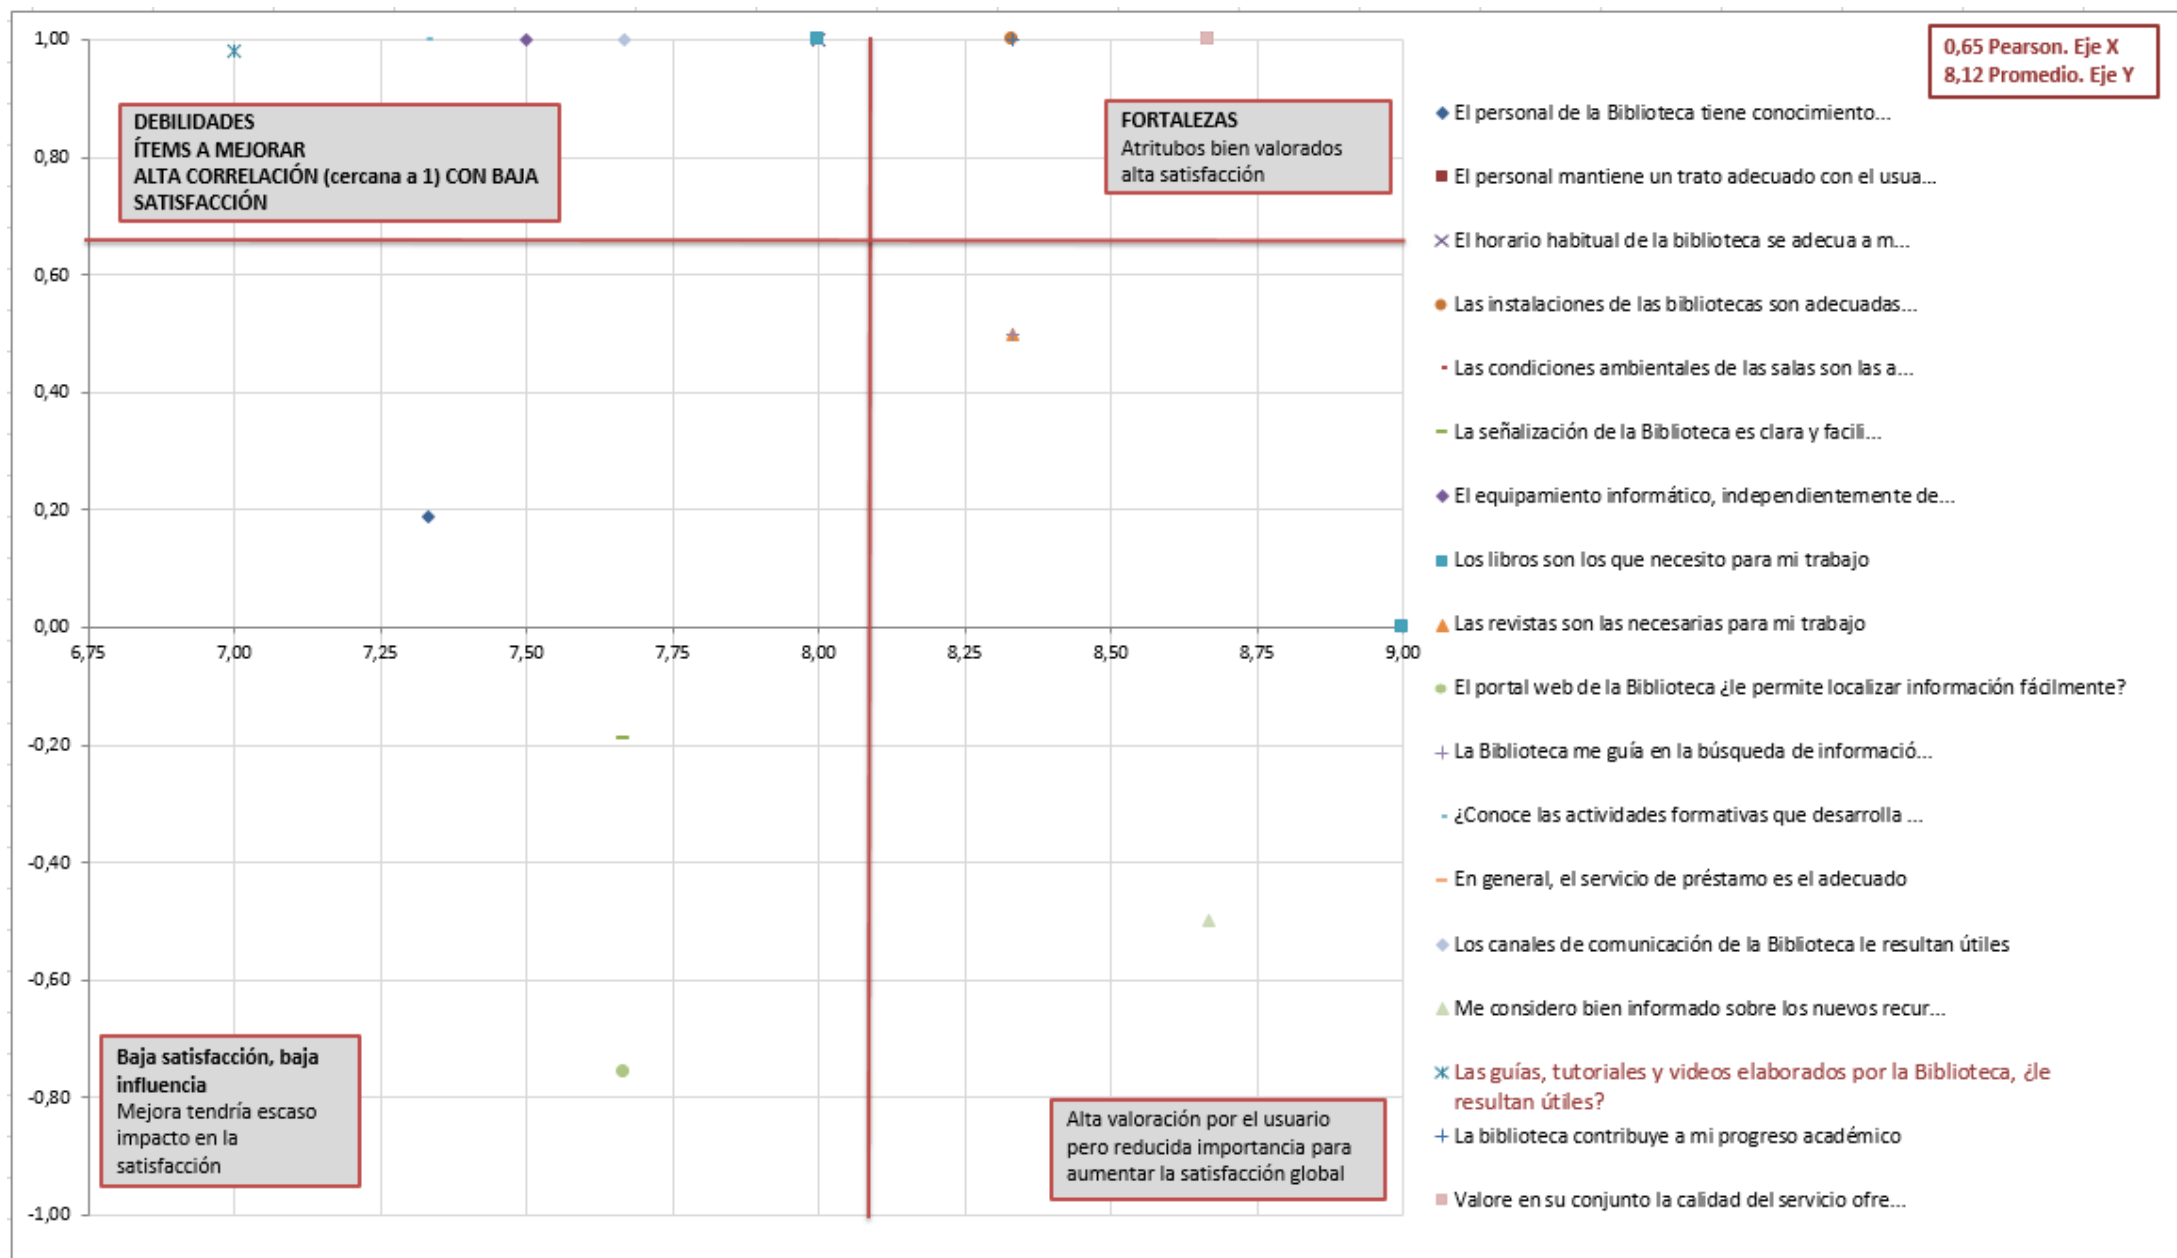 1,00
0,80
0,60
0,40
0,20
0,00
-0,20
-0,40
-0,60
-0,80
-1,00
6,75
7,00
7,25
7,50
7,75
8,00
8,25
8,50
8,75
9,00
DEBILIDADES
ÍTEMS A MEJORAR
ALTA CORRELACIÓN (cercana a 1) CON BAJA
SATISFACCIÓN
FORTALEZAS
Atritubos bien valorados
alta satisfacción
Baja satisfacción, baja
influencia
Mejora tendría escaso
impacto en la
satisfacción
Alta valoración por el usuario
pero reducida importancia para
aumentar la satisfacción global
0,65 Pearson. Eje X
8,12 Promedio. Eje Y
El personal de la Biblioteca tiene conocimiento...
El personal mantiene un trato adecuado con el usua...
El horario habitual de la biblioteca se adecua a m...
Las instalaciones de las bibliotecas son adecuadas...
Las condiciones ambientales de las salas son las a...
La señalización de la Biblioteca es clara y facili...
El equipamiento informático, independientemente de...
Los libros son los que necesito para mi trabajo
Las revistas son las necesarias para mi trabajo
El portal web de la Biblioteca ¿le permite localizar información fácilmente?
La Biblioteca me guía en la búsqueda de informació...
¿Conoce las actividades formativas que desarrolla ...
En general, el servicio de préstamo es el adecuado
Los canales de comunicación de la Biblioteca le resultan útiles
Me considero bien informado sobre los nuevos recur...
Las guías, tutoriales y videos elaborados por la Biblioteca, ¿le
resultan útiles?
La biblioteca contribuye a mi progreso académico
Valore en su conjunto la calidad del servicio ofre...